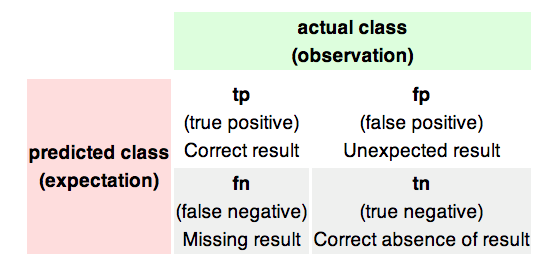 actual class
(observation)
predicted class
(expectation)
tp
(true positive)
Correct result
fp
(false positive)
Unexpected result
fn
(false negative)
Missing result
tn
(true negative)
Correct absence of result